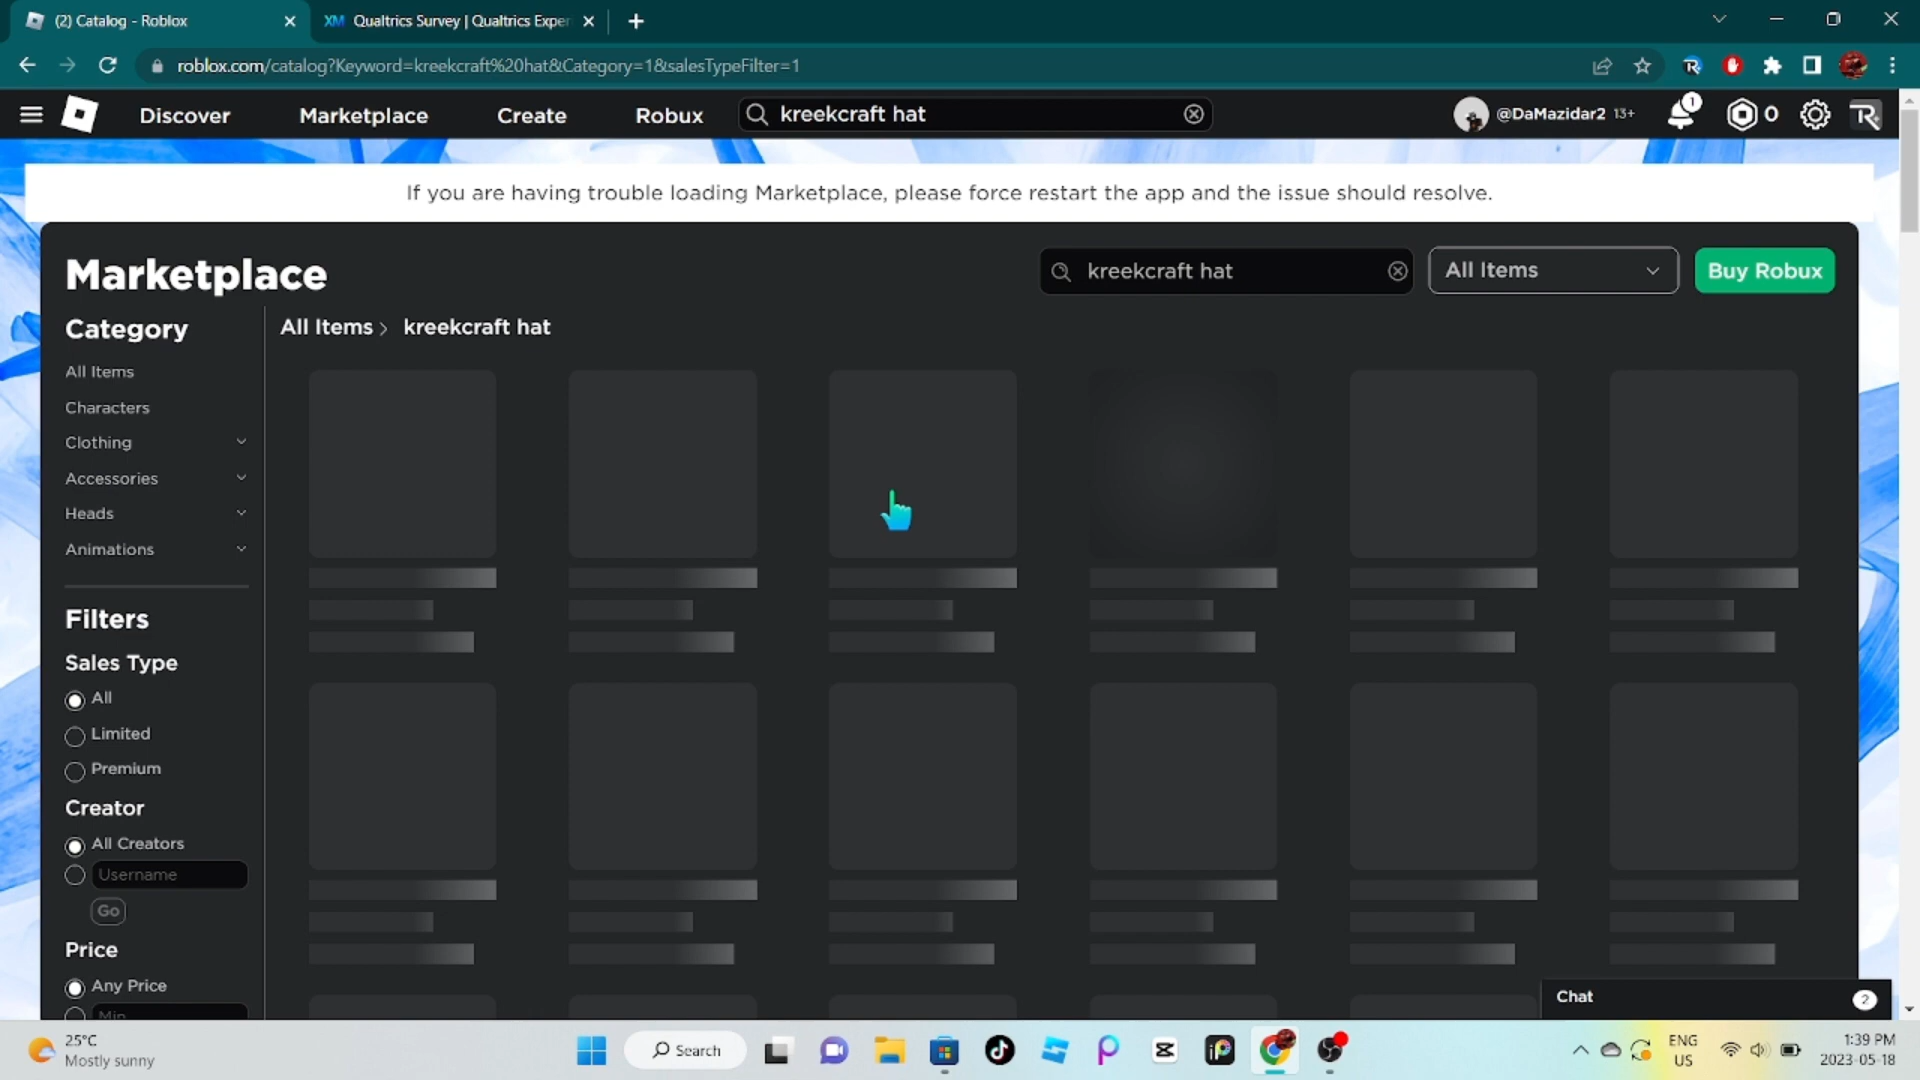 (2) Catalog - Roblox
XM Qualtrics Survey | Qualtrics Exper
roblox.com/catalog?Keyword=kreekcraft%20hat&Category=1&salesTypeFilter=1
Discover Marketplace Create Robux kreekcraft hat @DaMazidar2 13+ 1 0
If you are having trouble loading Marketplace, please force restart the app and the issue should resolve.
Marketplace kreekcraft hat All Items Buy Robux
Category
All Items > kreekcraft hat
All Items
Characters
Clothing
Accessories
Heads
Animations
Filters
Sales Type
All
Limited
Premium
Creator
All Creators
Username
Go
Price
Any Price
Min
Chat 2
25°C
Mostly sunny
Search
ENG
US
1:39 PM
2023-05-18